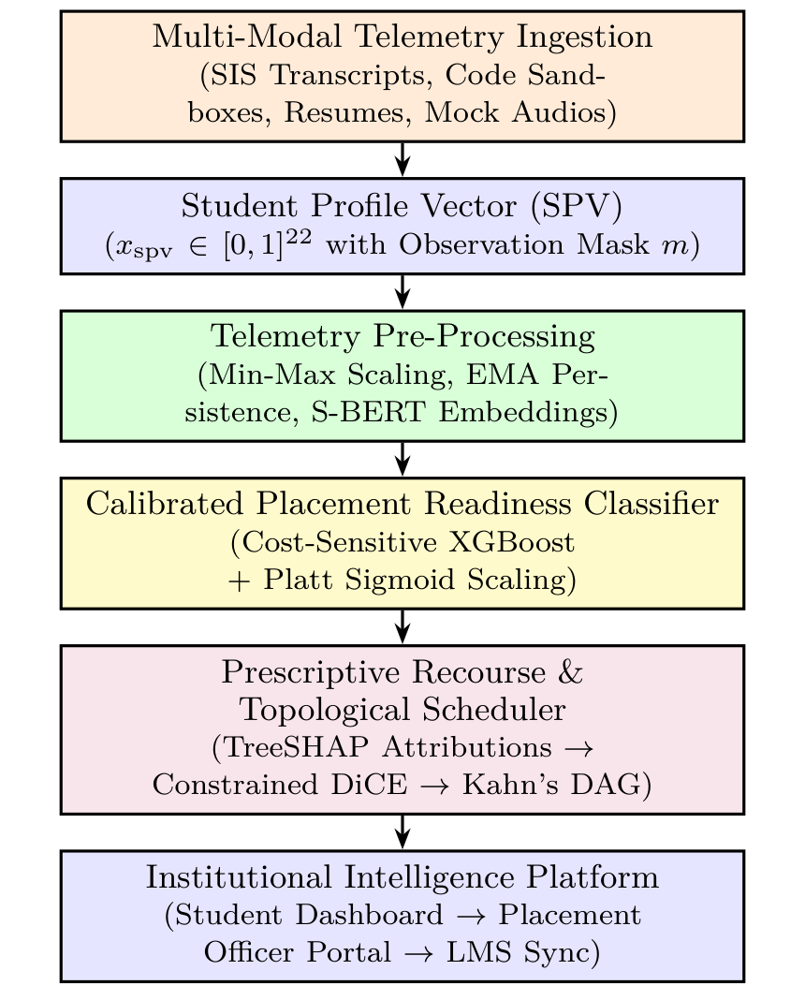 Multi-Modal Telemetry Ingestion
(SIS Transcripts, Code Sand-
boxes, Resumes, Mock Audios)
Student Profile Vector (SPV)
(x_spv ∈ [0, 1]^22 with Observation Mask m)
Telemetry Pre-Processing
(Min-Max Scaling, EMA Per-
sistence, S-BERT Embeddings)
Calibrated Placement Readiness Classifier
(Cost-Sensitive XGBoost
+ Platt Sigmoid Scaling)
Prescriptive Recourse &
Topological Scheduler
(TreeSHAP Attributions →
Constrained DiCE → Kahn's DAG)
Institutional Intelligence Platform
(Student Dashboard → Placement
Officer Portal → LMS Sync)